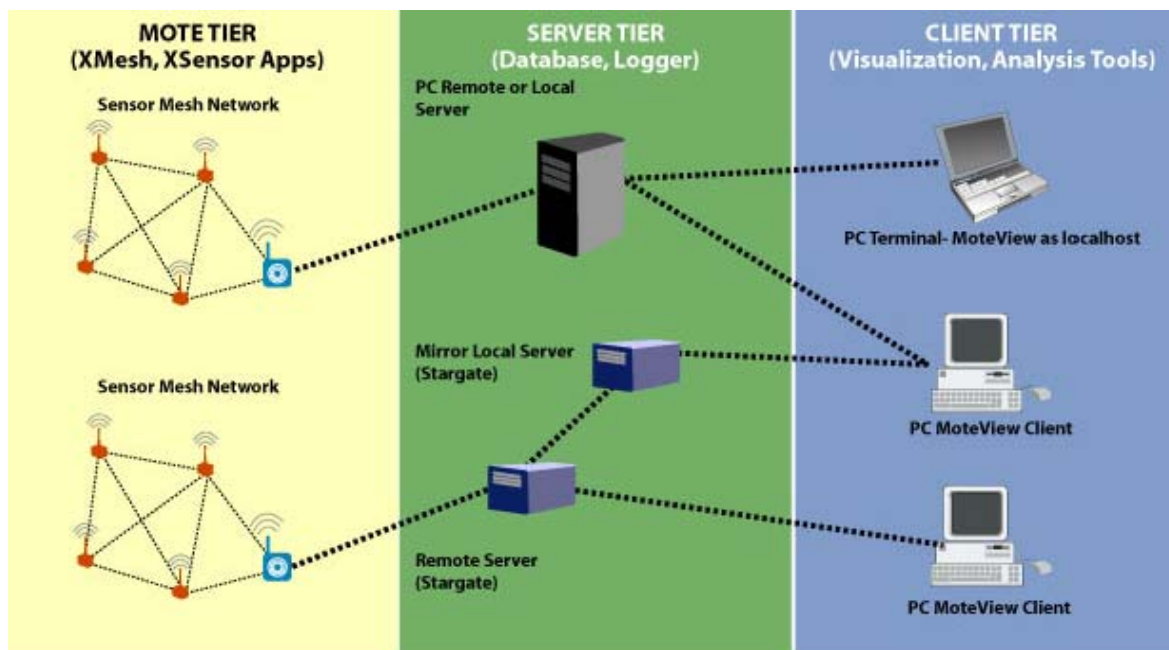 MOTE TIER
(XMesh, XSensor Apps)
Sensor Mesh Network
Sensor Mesh Network
SERVER TIER
(Database, Logger)
PC Remote or Local
Server
Mirror Local Server
(Stargate)
Remote Server
(Stargate)
CLIENT TIER
(Visualization, Analysis Tools)
PC Terminal- MoteView as localhost
PC MoteView Client
PC MoteView Client